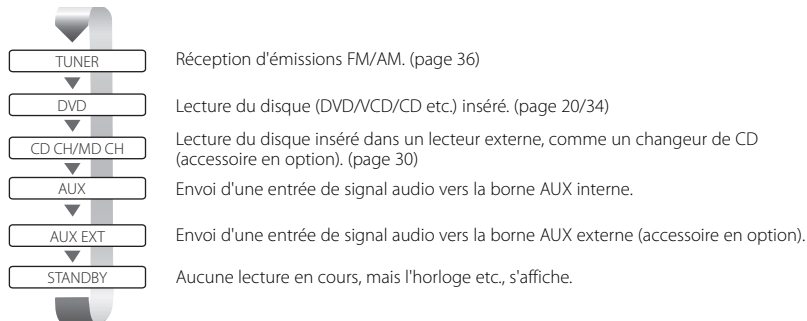 TUNER Réception d'émissions FM/AM. (page 36)
DVD Lecture du disque (DVD/VCD/CD etc.) inséré. (page 20/34)
CD CH/MD CH Lecture du disque inséré dans un lecteur externe, comme un changeur de CD
(accessoire en option). (page 30)
AUX Envoi d'une entrée de signal audio vers la borne AUX interne.
AUX EXT Envoi d'une entrée de signal audio vers la borne AUX externe (accessoire en option).
STANDBY Aucune lecture en cours, mais l'horloge etc., s'affiche.